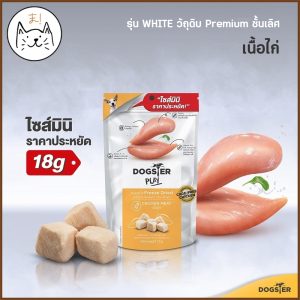 ま!
รุ่น WHITE วัถุดิบ Premium ชั้นเลิศ
เนื้อไก่
ไซส์มินิ
ราคาประหยัด
18g
"ไซส์มินิ
ราคาประหยัด!"
DOGSTER
PLAY
Freeze Dried
CHICKEN MEAT
DOGSTER